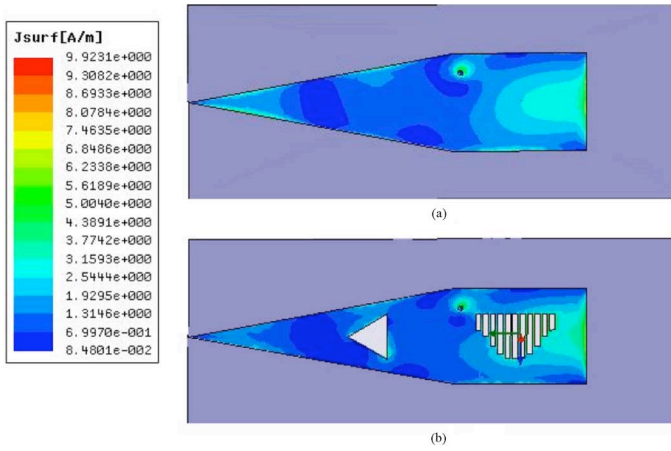 Jsurf[A/m]
9.9231e+000
9.3082e+000
8.6933e+000
8.0784e+000
7.4635e+000
6.8486e+000
6.2338e+000
5.6189e+000
5.0040e+000
4.3891e+000
3.7742e+000
3.1593e+000
2.5444e+000
1.9295e+000
1.3146e+000
6.9970e-001
8.4801e-002
(a)
(b)